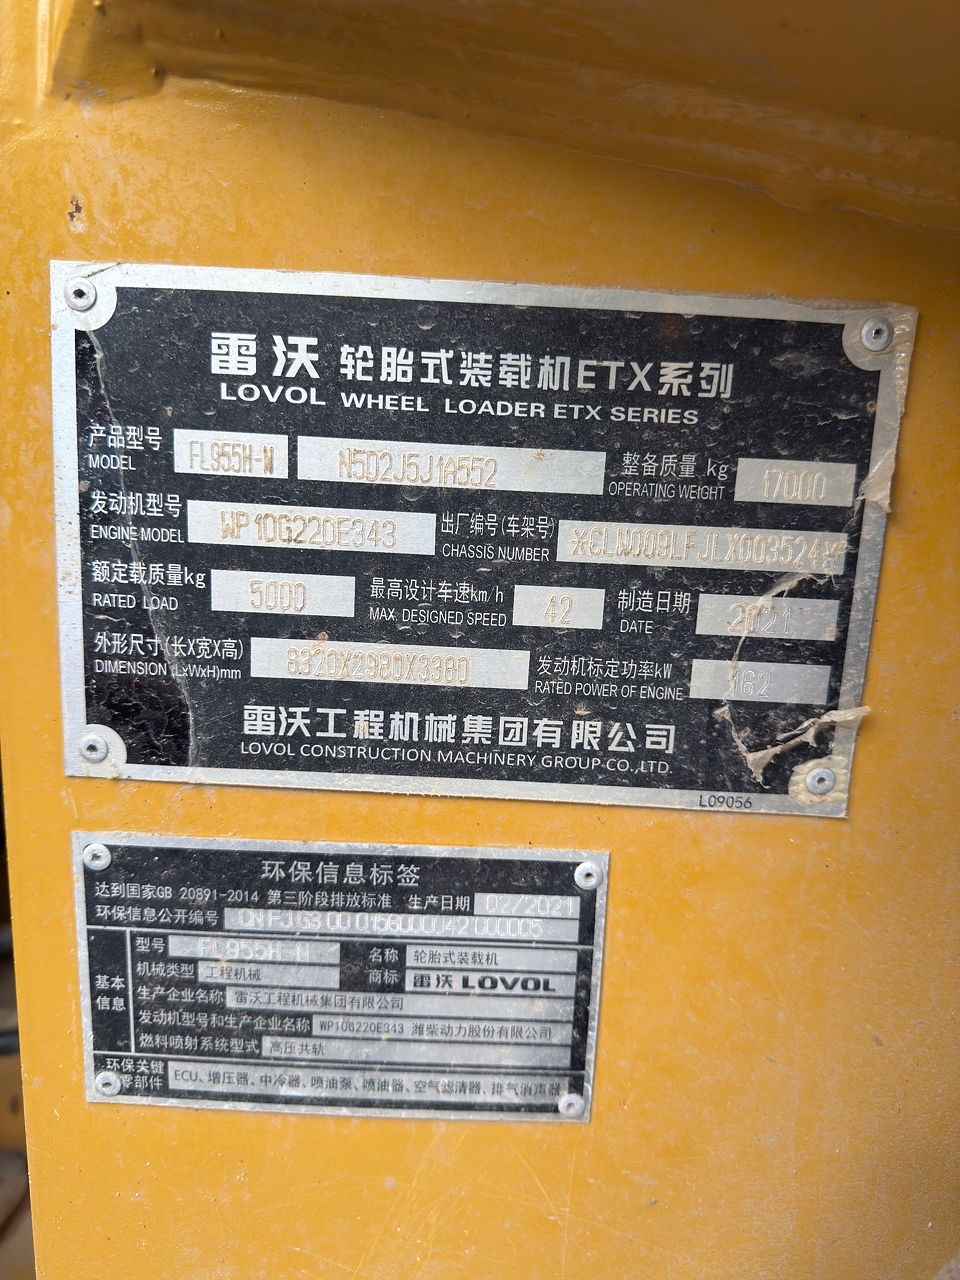 雷沃 轮胎式装载机ETX系列
LOVOL WHEEL LOADER ETX SERIES
产品型号 FL955H-N N5D2J5J1A552 整备质量 kg 17000
MODEL OPERATING WEIGHT
发动机型号 WP10G220E343 出厂编号(车架号) *CLW009LFJLX003524*
ENGINE MODEL CHASSIS NUMBER
额定载质量kg 5000 最高设计车速km/h 42 制造日期 2021
RATED LOAD MAX. DESIGNED SPEED DATE
外形尺寸(长X宽X高) 8320X2980X3380 发动机标定功率kW 162
DIMENSION (LxWxH)mm RATED POWER OF ENGINE
雷沃工程机械集团有限公司
LOVOL CONSTRUCTION MACHINERY GROUP CO.,LTD.
L09056
环保信息标签
达到国家GB 20891-2014 第三阶段排放标准 生产日期 02/2021
环保信息公开编号
型号 FL955H-N 名称 轮胎式装载机
机械类型 工程机械 商标 雷沃 LOVOL
基本信息 生产企业名称 雷沃工程机械集团有限公司
发动机型号和生产企业名称 WP10G220E343 潍柴动力股份有限公司
燃料喷射系统型式 高压共轨
环保关键零部件 ECU、增压器、中冷器、喷油泵、喷油器、空气滤清器、排气消声器